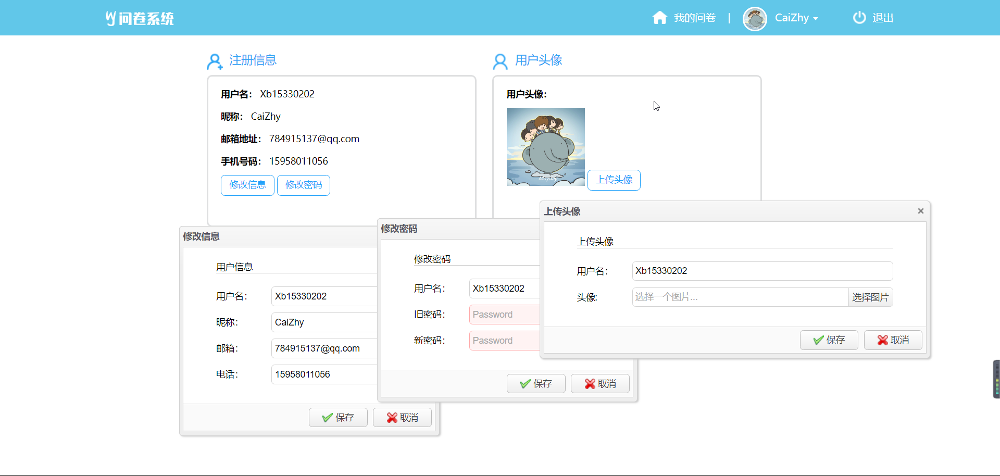 问卷系统
我的问卷 | CaiZhy 退出
注册信息
用户名： Xb15330202
昵称： CaiZhy
邮箱地址： 784915137@qq.com
手机号码： 15958011056
修改信息 修改密码
用户头像
用户头像：
Mayday
上传头像
修改信息
用户信息
用户名： Xb15330202
昵称： CaiZhy
邮箱： 784915137@qq.com
电话： 15958011056
保存 取消
修改密码
修改密码
用户名： Xb15330202
旧密码： Password
新密码： Password
保存 取消
上传头像
上传头像
用户名： Xb15330202
头像: 选择一个图片... 选择图片
保存 取消